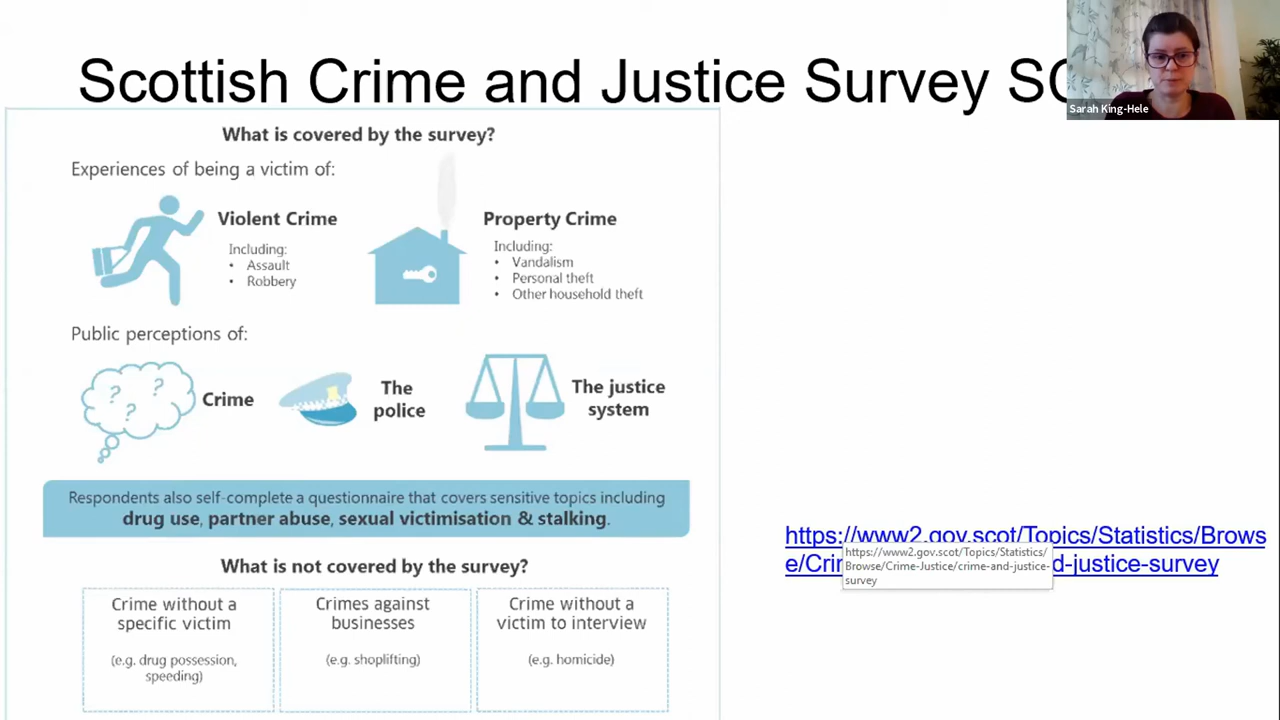 Scottish Crime and Justice Survey SC
Sarah King-Hele
What is covered by the survey?
Experiences of being a victim of:
Violent Crime
Including:
• Assault
• Robbery
Property Crime
Including:
• Vandalism
• Personal theft
• Other household theft
Public perceptions of:
Crime
The
police
The justice
system
Respondents also self-complete a questionnaire that covers sensitive topics including
drug use, partner abuse, sexual victimisation & stalking.
What is not covered by the survey?
Crime without a
specific victim
(e.g. drug possession,
speeding)
Crimes against
businesses
(e.g. shoplifting)
Crime without a
victim to interview
(e.g. homicide)
https://www2.gov.scot/Topics/Statistics/Brows
e/Crim d-justice-survey
https://www2.gov.scot/Topics/Statistics/
Browse/Crime-Justice/crime-and-justice-
survey